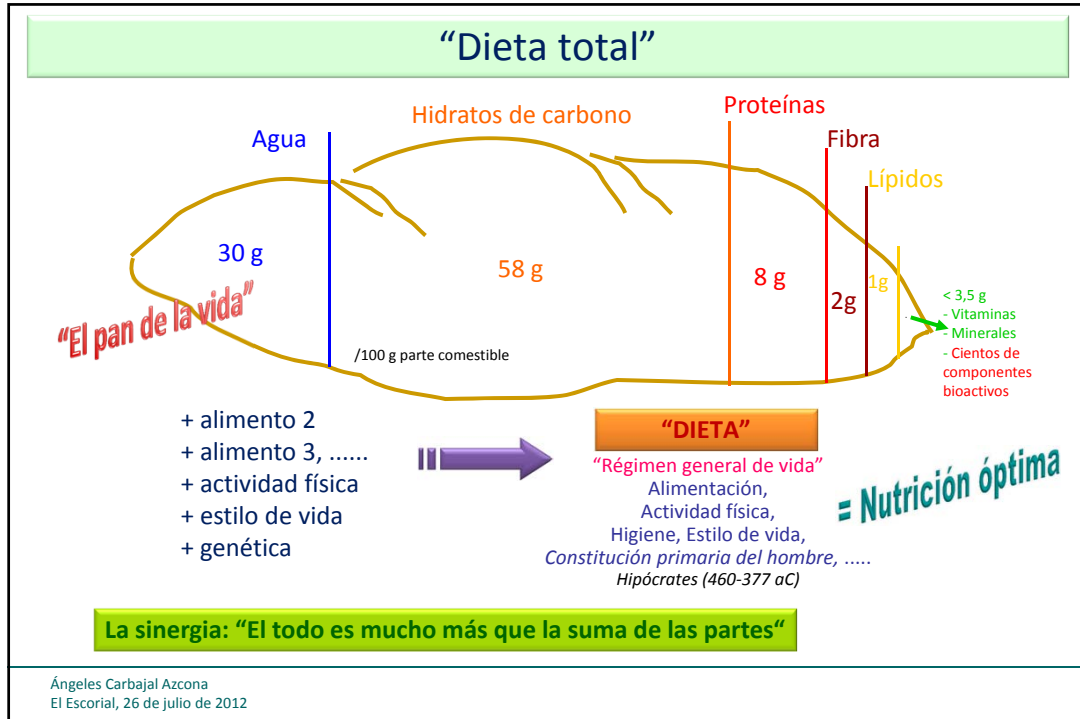 “Dieta total”
Agua
Hidratos de carbono
Proteínas
Fibra
Lípidos
30 g
58 g
8 g
2g
1g
< 3,5 g
- Vitaminas
- Minerales
- Cientos de
componentes
bioactivos
“El pan de la vida”
/100 g parte comestible
+ alimento 2
+ alimento 3, ......
+ actividad física
+ estilo de vida
+ genética
“DIETA”
“Régimen general de vida”
Alimentación,
Actividad física,
Higiene, Estilo de vida,
Constitución primaria del hombre, .....
Hipócrates (460-377 aC)
= Nutrición óptima
La sinergia: “El todo es mucho más que la suma de las partes“
Ángeles Carbajal Azcona
El Escorial, 26 de julio de 2012